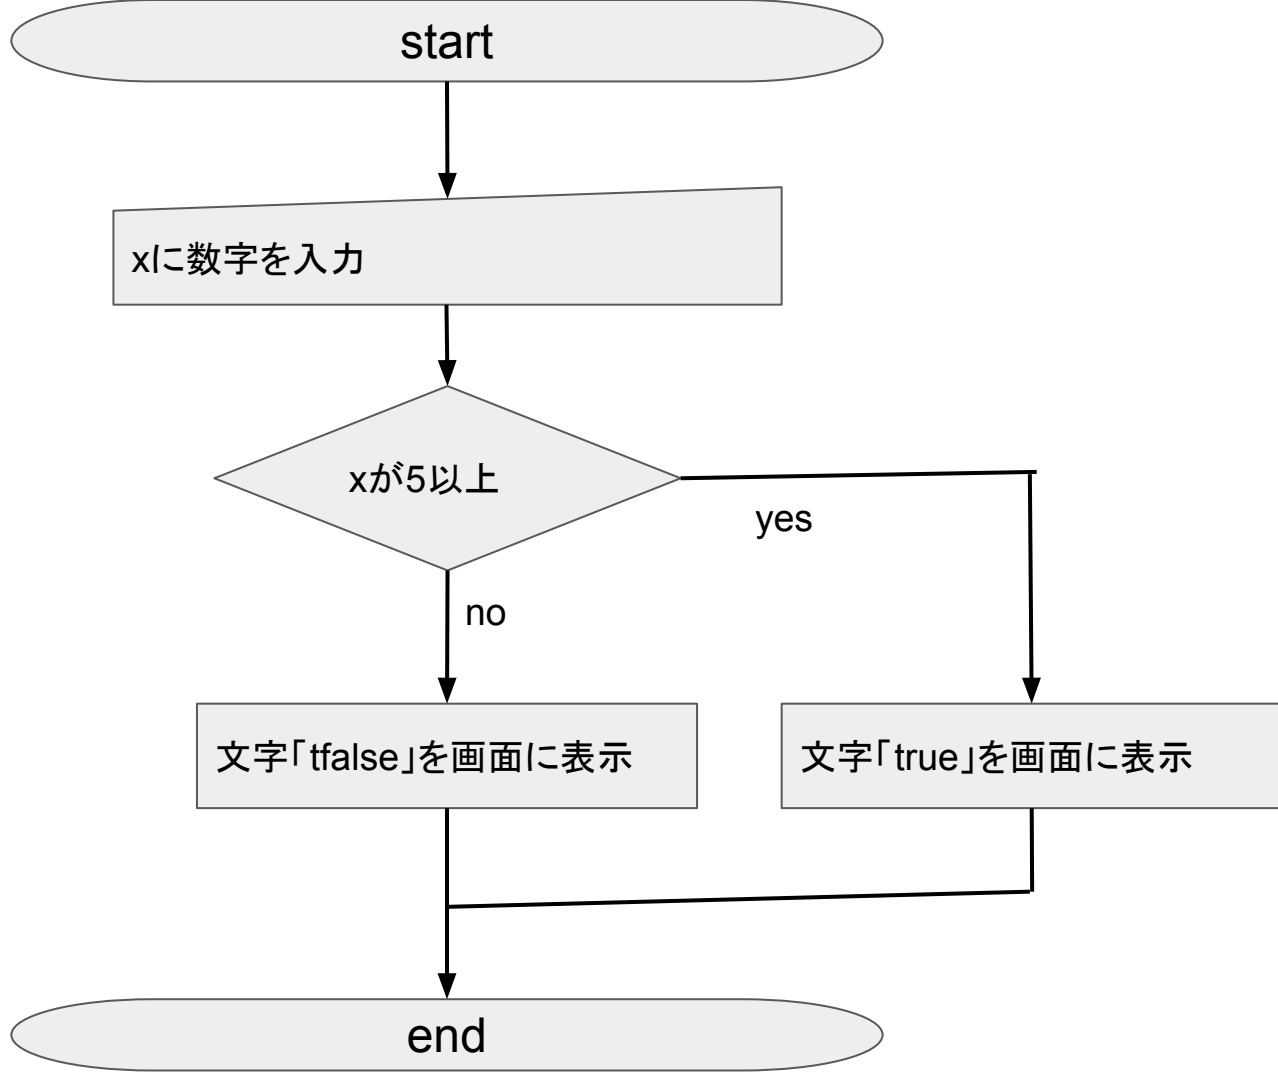 start
xに数字を入力
xが5以上
yes
no
文字「tfalse」を画面に表示
文字「true」を画面に表示
end